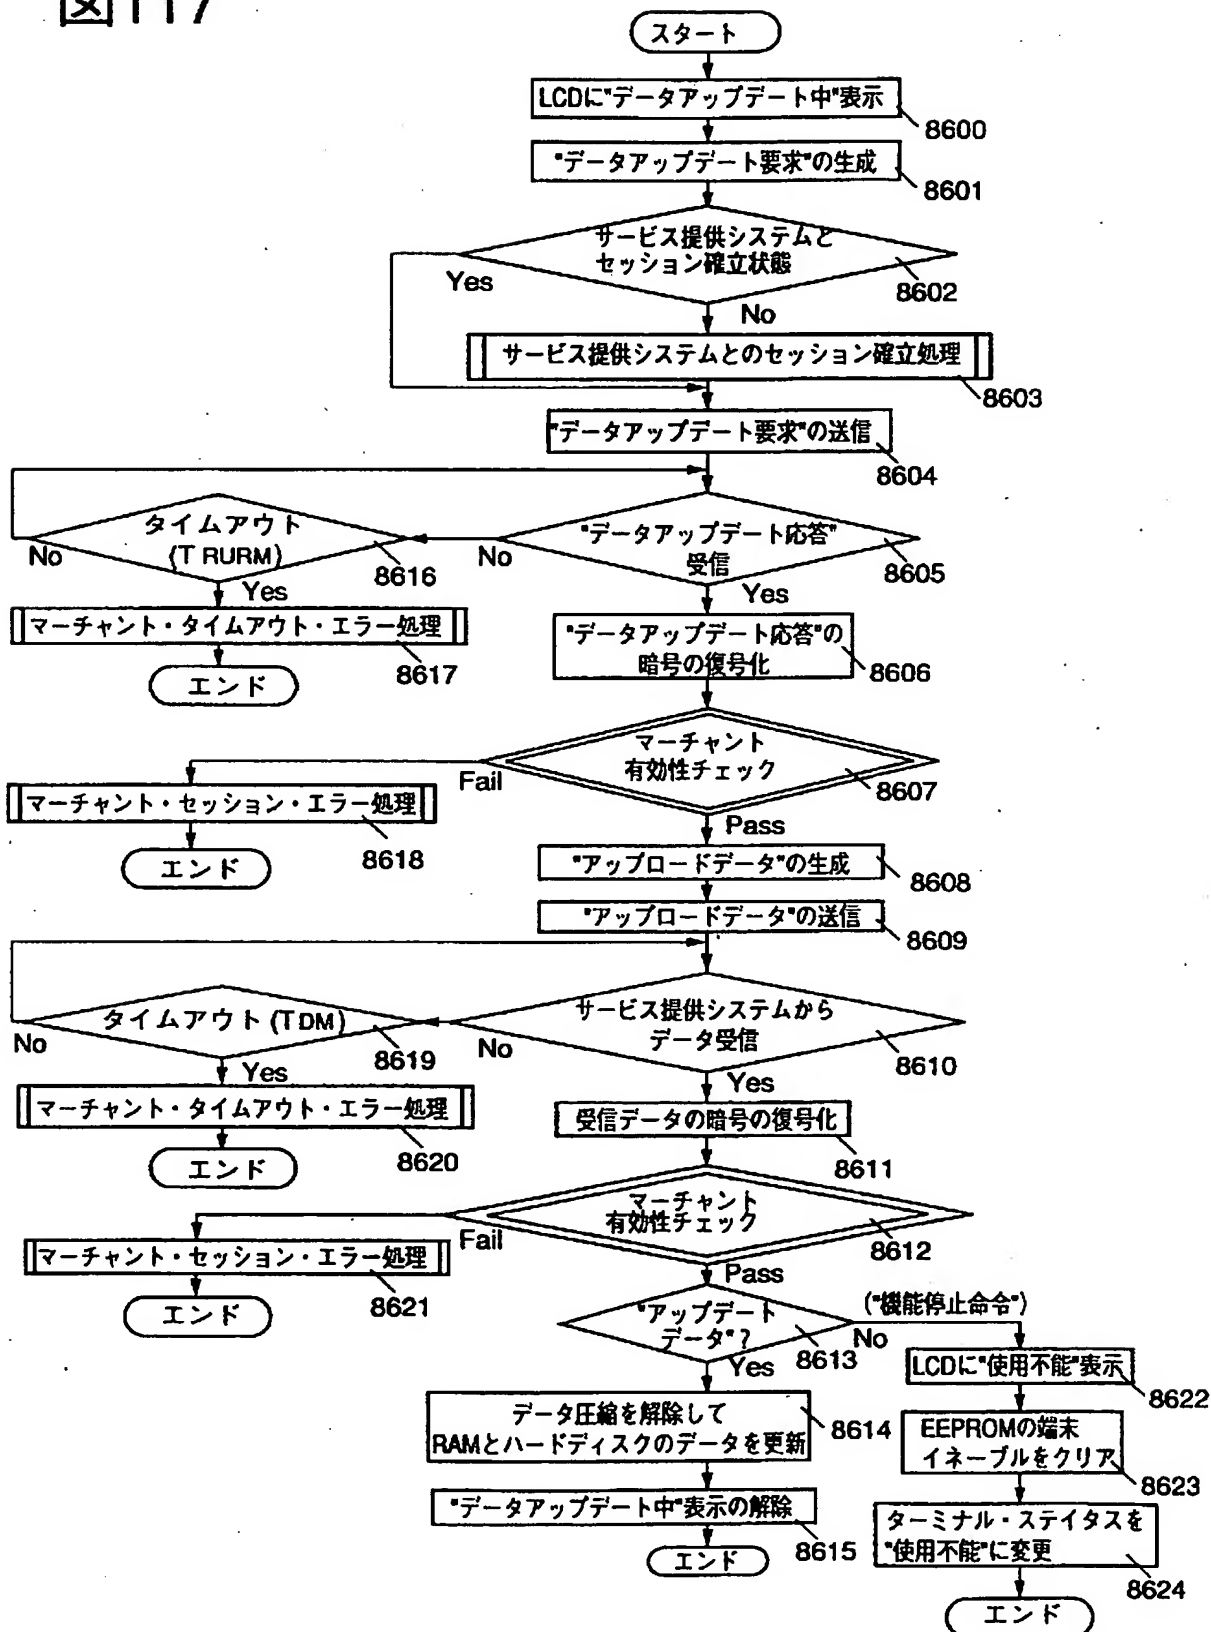 図117
スタート
LCDに"データアップデート中"表示
8600
"データアップデート要求"の生成
8601
サービス提供システムと
セッション確立状態
8602
Yes
No
サービス提供システムとのセッション確立処理
8603
"データアップデート要求"の送信
8604
タイムアウト
(T RURM)
8616
No
Yes
"データアップデート応答"
受信
8605
No
Yes
マーチャント・タイムアウト・エラー処理
8617
エンド
"データアップデート応答"の
暗号の復号化
8606
マーチャント
有効性チェック
8607
Fail
Pass
マーチャント・セッション・エラー処理
8618
エンド
"アップロードデータ"の生成
8608
"アップロードデータ"の送信
8609
タイムアウト(TDM)
8619
No
Yes
サービス提供システムから
データ受信
8610
No
Yes
マーチャント・タイムアウト・エラー処理
8620
エンド
受信データの暗号の復号化
8611
マーチャント
有効性チェック
8612
Fail
Pass
マーチャント・セッション・エラー処理
8621
エンド
"アップデート
データ"?
8613
Yes
No
("機能停止命令")
LCDに"使用不能"表示
8622
データ圧縮を解除して
RAMとハードディスクのデータを更新
8614
EEPROMの端末
イネーブルをクリア
8623
"データアップデート中"表示の解除
8615
エンド
ターミナル・ステイタスを
"使用不能"に変更
8624
エンド